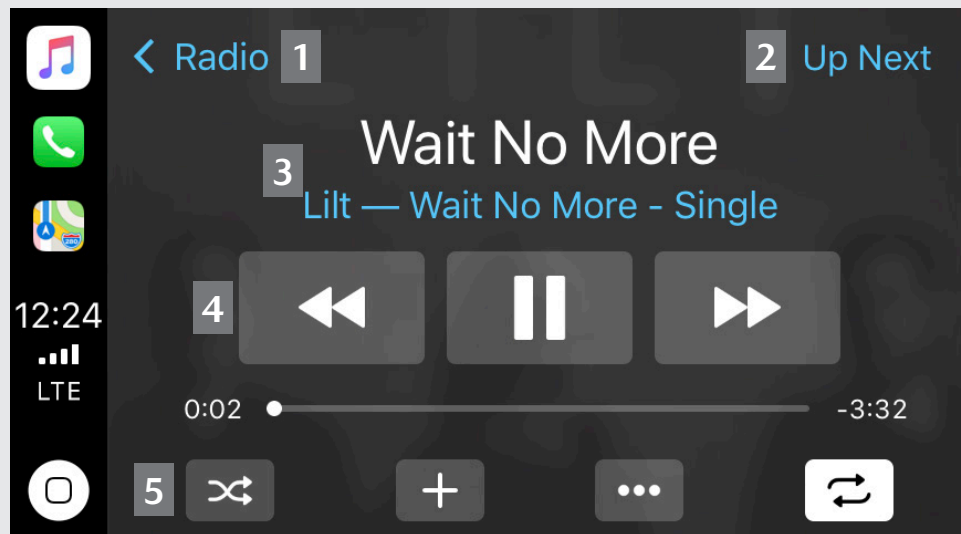 Radio 1
2 Up Next
Wait No More
3
Lilt — Wait No More - Single
4
12:24
LTE
0:02 -3:32
5
280